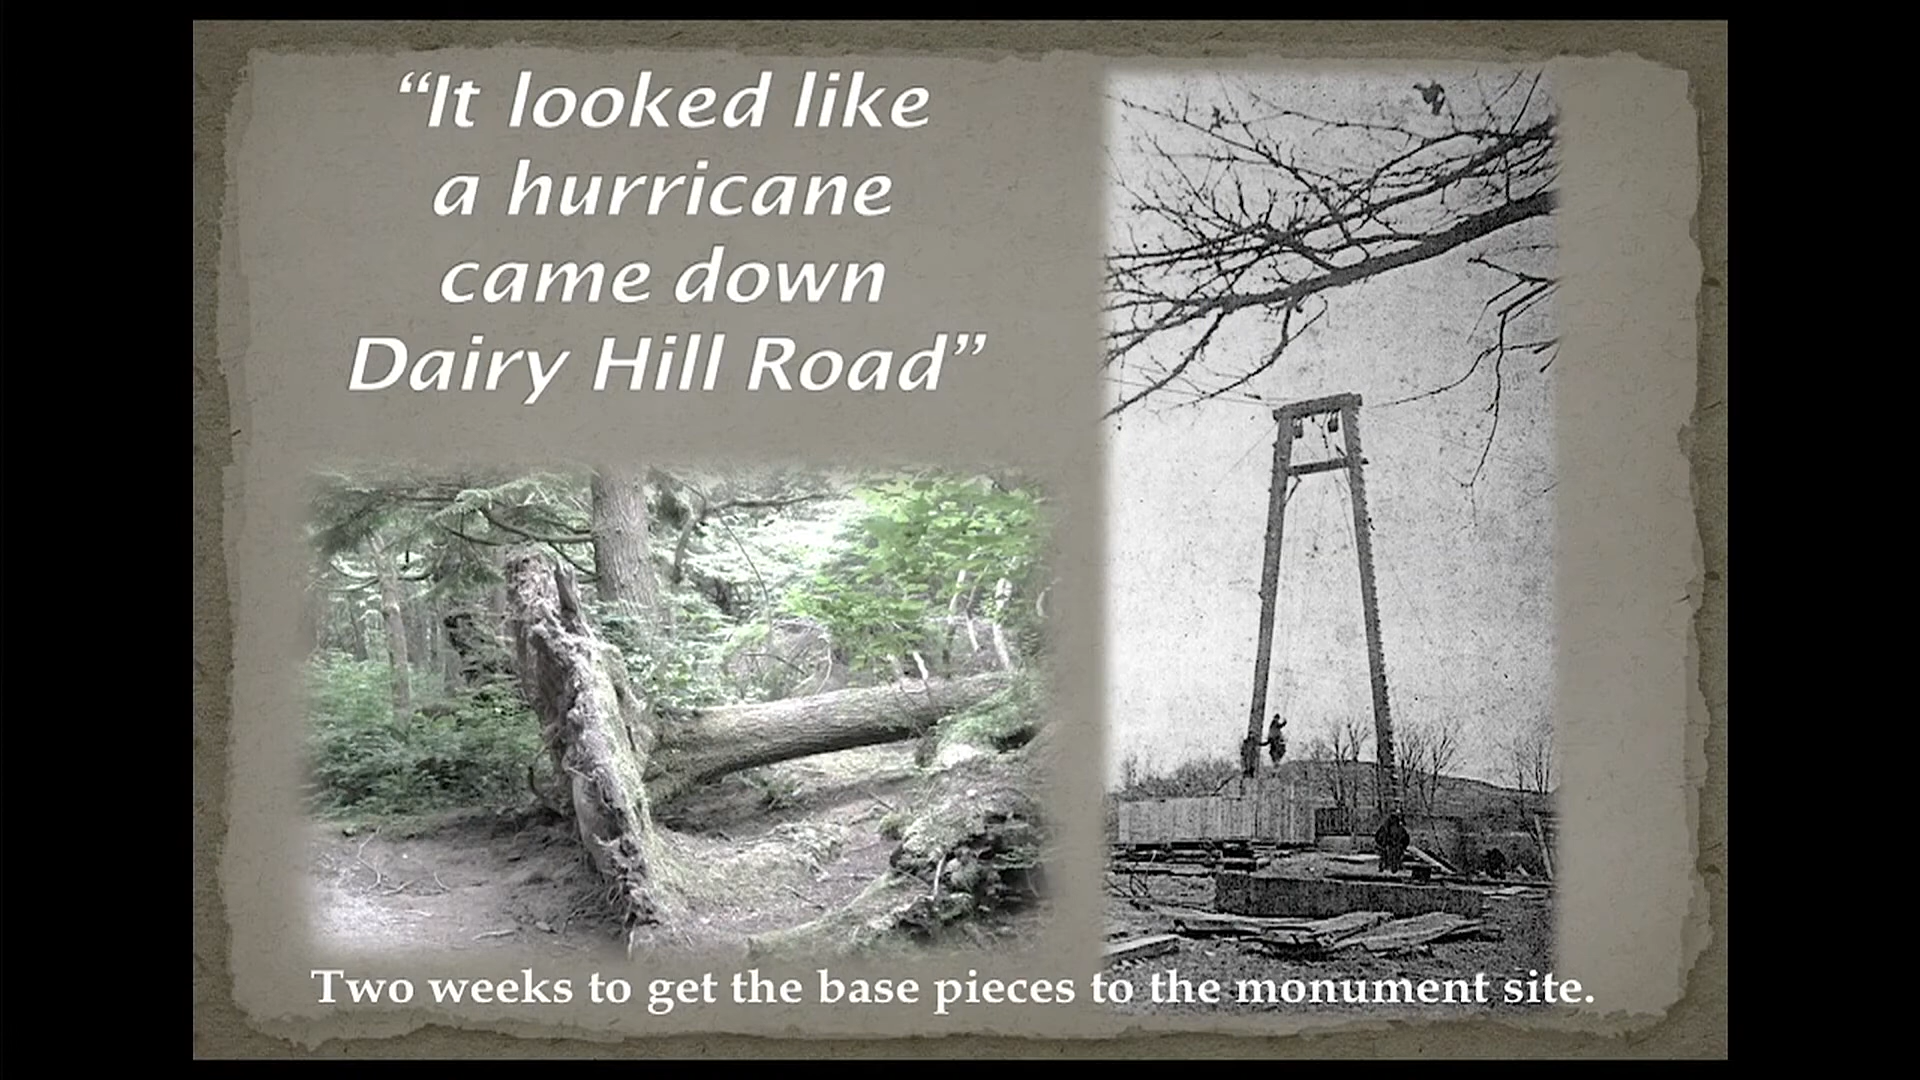 “It looked like
a hurricane
came down
Dairy Hill Road”
Two weeks to get the base pieces to the monument site.